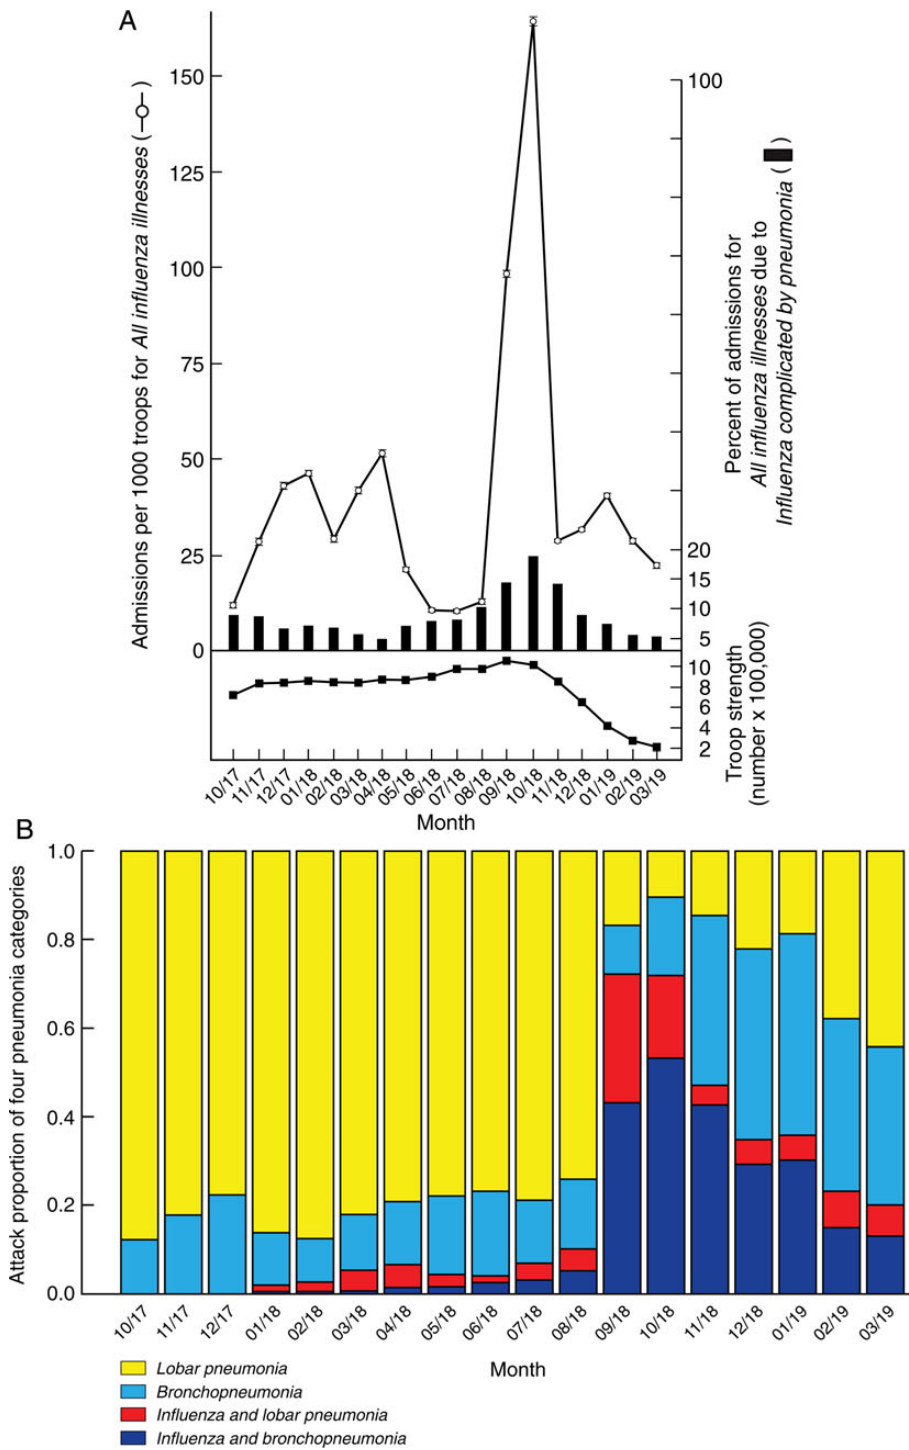 A
Admissions per 1000 troops for All influenza illnesses (–o–)
150
125
100
75
50
25
0
100
20
15
10
5
Percent of admissions for
All influenza illnesses due to
Influenza complicated by pneumonia (▮)
10
8
6
4
2
Troop strength
(number x 100,000)
10/17 11/17 12/17 01/18 02/18 03/18 04/18 05/18 06/18 07/18 08/18 09/18 10/18 11/18 12/18 01/19 02/19 03/19
Month
B
Attack proportion of four pneumonia categories
1.0
0.8
0.6
0.4
0.2
0.0
10/17 11/17 12/17 01/18 02/18 03/18 04/18 05/18 06/18 07/18 08/18 09/18 10/18 11/18 12/18 01/19 02/19 03/19
Month
Lobar pneumonia
Bronchopneumonia
Influenza and lobar pneumonia
Influenza and bronchopneumonia